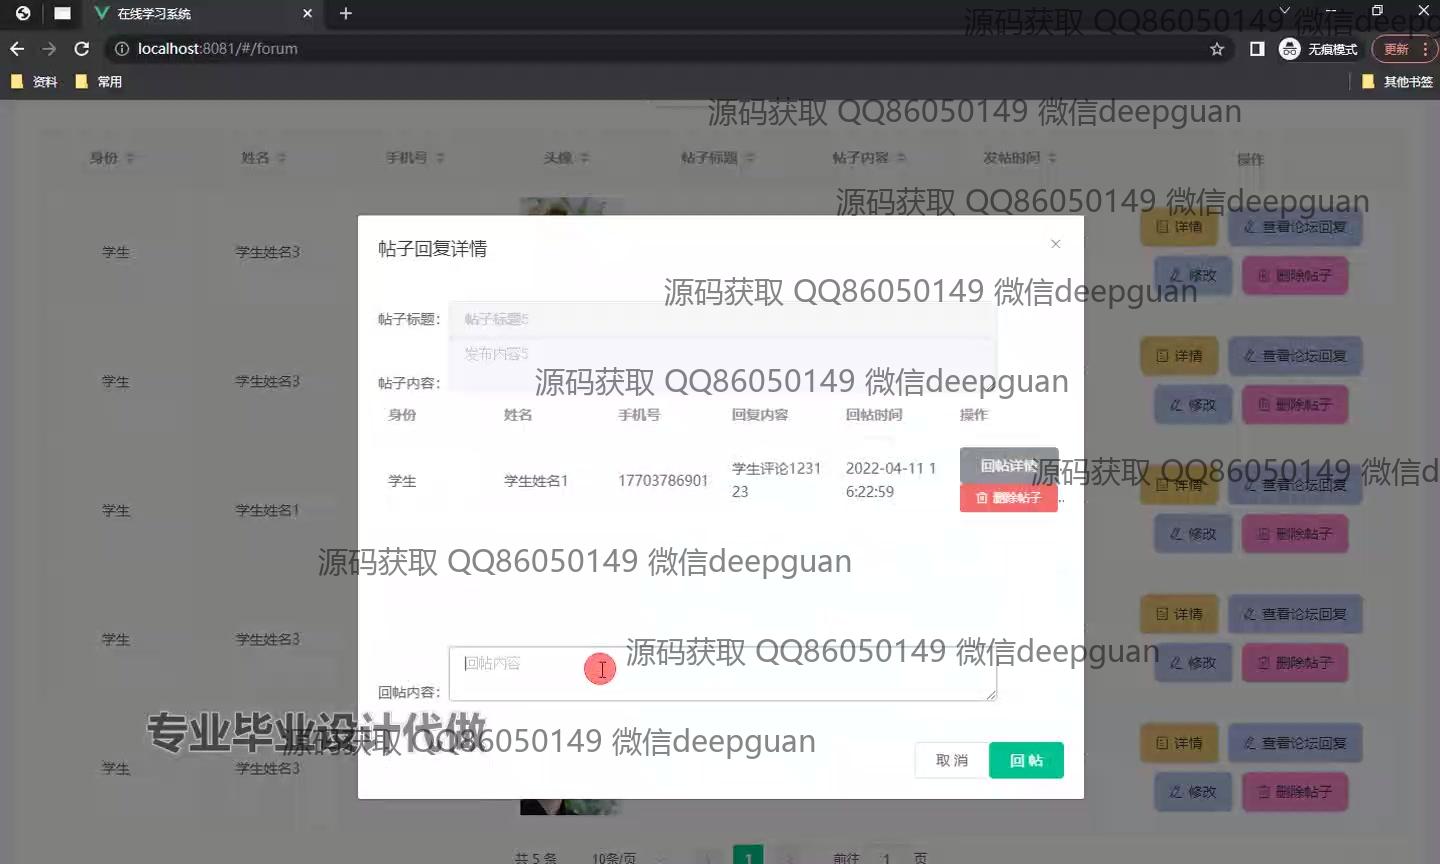 在线学习系统
源码获取 QQ86050149 微信deepg
localhost:8081/#/forum
无痕模式
更新
资料
常用
其他书签
源码获取 QQ86050149 微信deepguan
身份 姓名 手机号 头像 帖子标题 帖子内容 发帖时间 操作
源码获取 QQ86050149 微信deepguan
学生 学生姓名3 详情 查看论坛回复
修改 删除帖子
帖子回复详情
源码获取 QQ86050149 微信deepguan
帖子标题: 帖子标题5
发布内容5
帖子内容:
源码获取 QQ86050149 微信deepguan
学生 学生姓名3 详情 查看论坛回复
修改 删除帖子
身份 姓名 手机号 回复内容 回帖时间 操作
学生 学生姓名1 17703786901 学生评论1231 2022-04-11 1 回帖详情
23 6:22:59 删除帖子 ..
源码获取 QQ86050149 微信d
学生 学生姓名1 详情 查看论坛回复
修改 删除帖子
源码获取 QQ86050149 微信deepguan
学生 学生姓名3 详情 查看论坛回复
修改 删除帖子
源码获取 QQ86050149 微信deepguan
回帖内容: 回帖内容
专业毕业设计代做
源码获取 QQ86050149 微信deepguan
取消 回帖
学生 学生姓名3 详情 查看论坛回复
修改 删除帖子
共 5 条 10条/页 1 前往 1 页